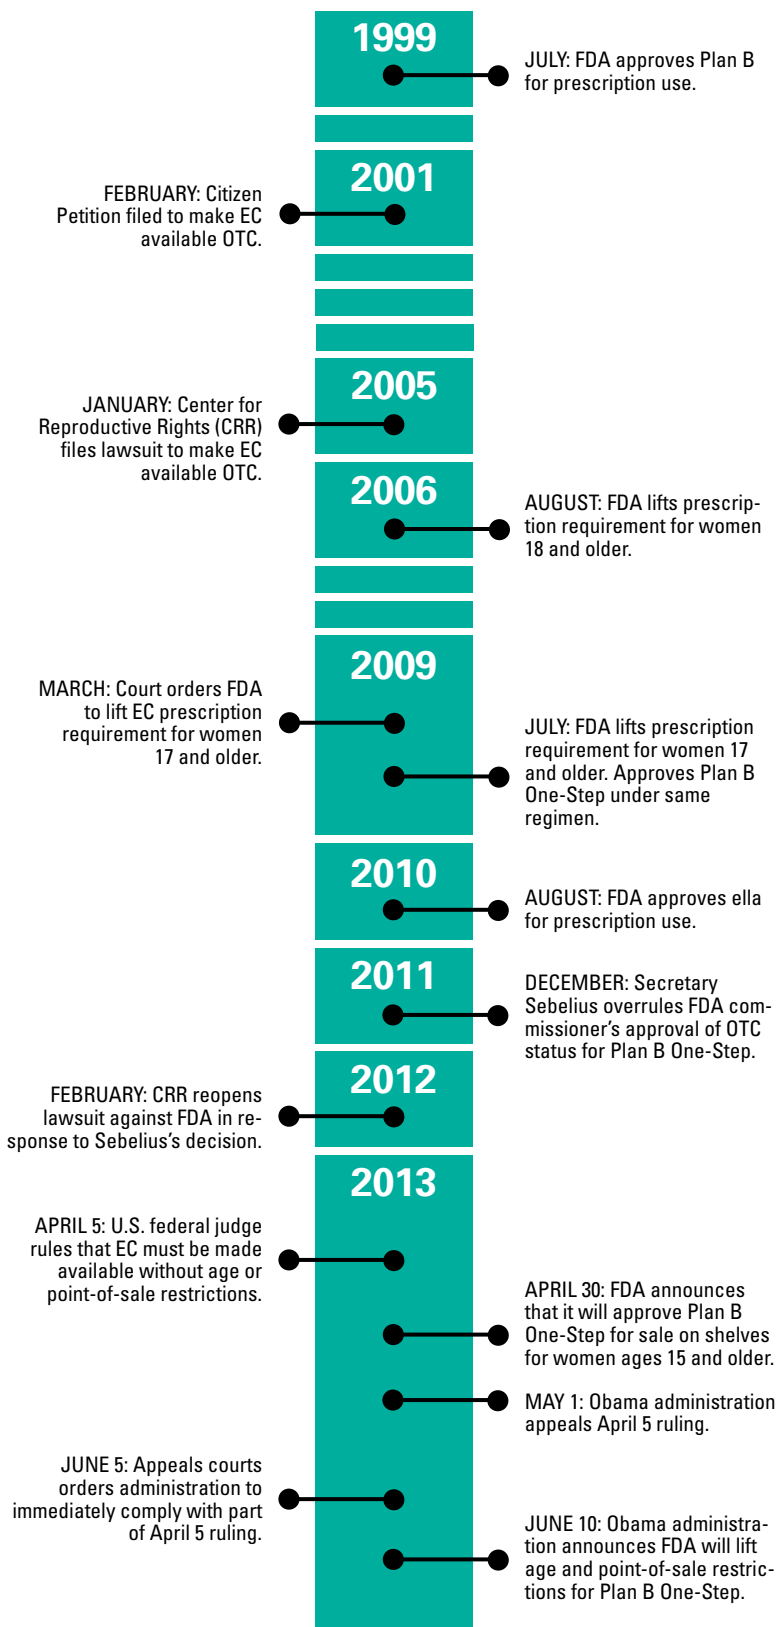 1999
JULY: FDA approves Plan B
for prescription use.
2001
FEBRUARY: Citizen
Petition filed to make EC
available OTC.
2005
JANUARY: Center for
Reproductive Rights (CRR)
files lawsuit to make EC
available OTC.
2006
AUGUST: FDA lifts prescrip-
tion requirement for women
18 and older.
2009
MARCH: Court orders FDA
to lift EC prescription
requirement for women
17 and older.
JULY: FDA lifts prescription
requirement for women 17
and older. Approves Plan B
One-Step under same
regimen.
2010
AUGUST: FDA approves ella
for prescription use.
2011
DECEMBER: Secretary
Sebelius overrules FDA com-
missioner's approval of OTC
status for Plan B One-Step.
2012
FEBRUARY: CRR reopens
lawsuit against FDA in re-
sponse to Sebelius's decision.
2013
APRIL 5: U.S. federal judge
rules that EC must be made
available without age or
point-of-sale restrictions.
APRIL 30: FDA announces
that it will approve Plan B
One-Step for sale on shelves
for women ages 15 and older.
MAY 1: Obama administration
appeals April 5 ruling.
JUNE 5: Appeals courts
orders administration to
immediately comply with part
of April 5 ruling.
JUNE 10: Obama administra-
tion announces FDA will lift
age and point-of-sale restric-
tions for Plan B One-Step.